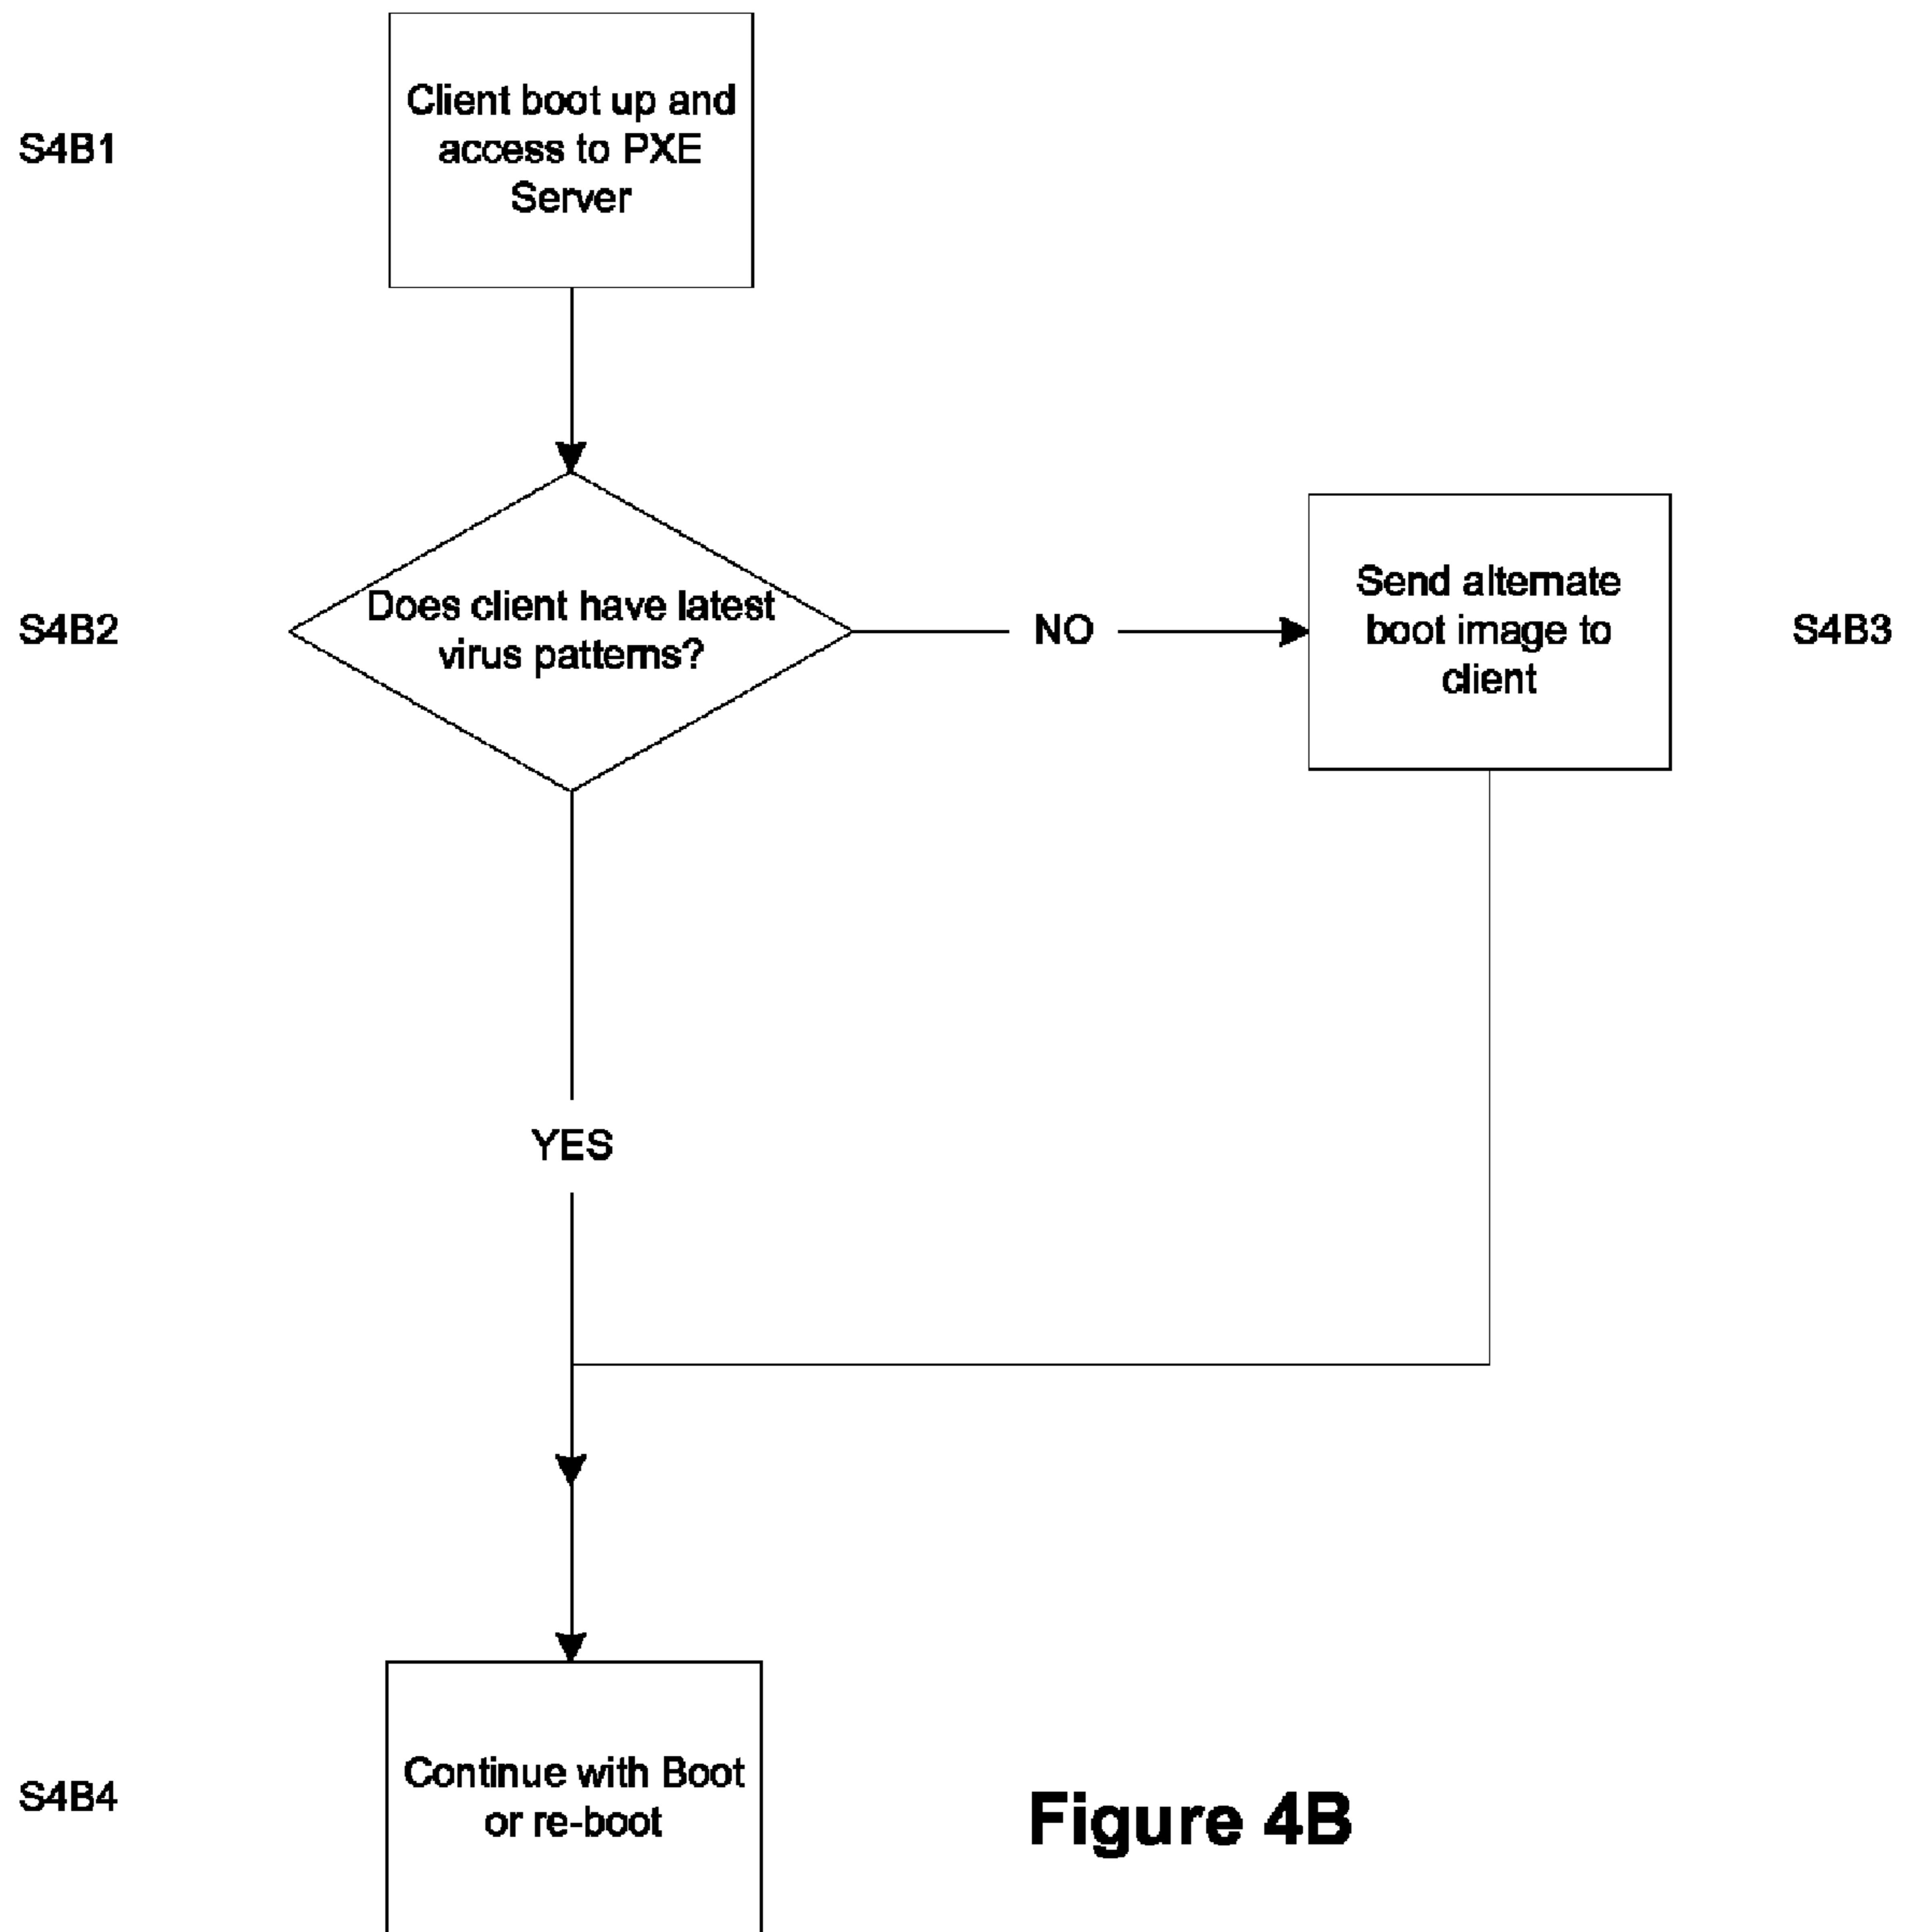 Client boot up and
access to PXE
Server
S4B1
Does client have latest
virus patterns?
S4B2
NO
Send alternate
boot image to
client
S4B3
YES
Continue with Boot
or re-boot
S4B4
Figure 4B